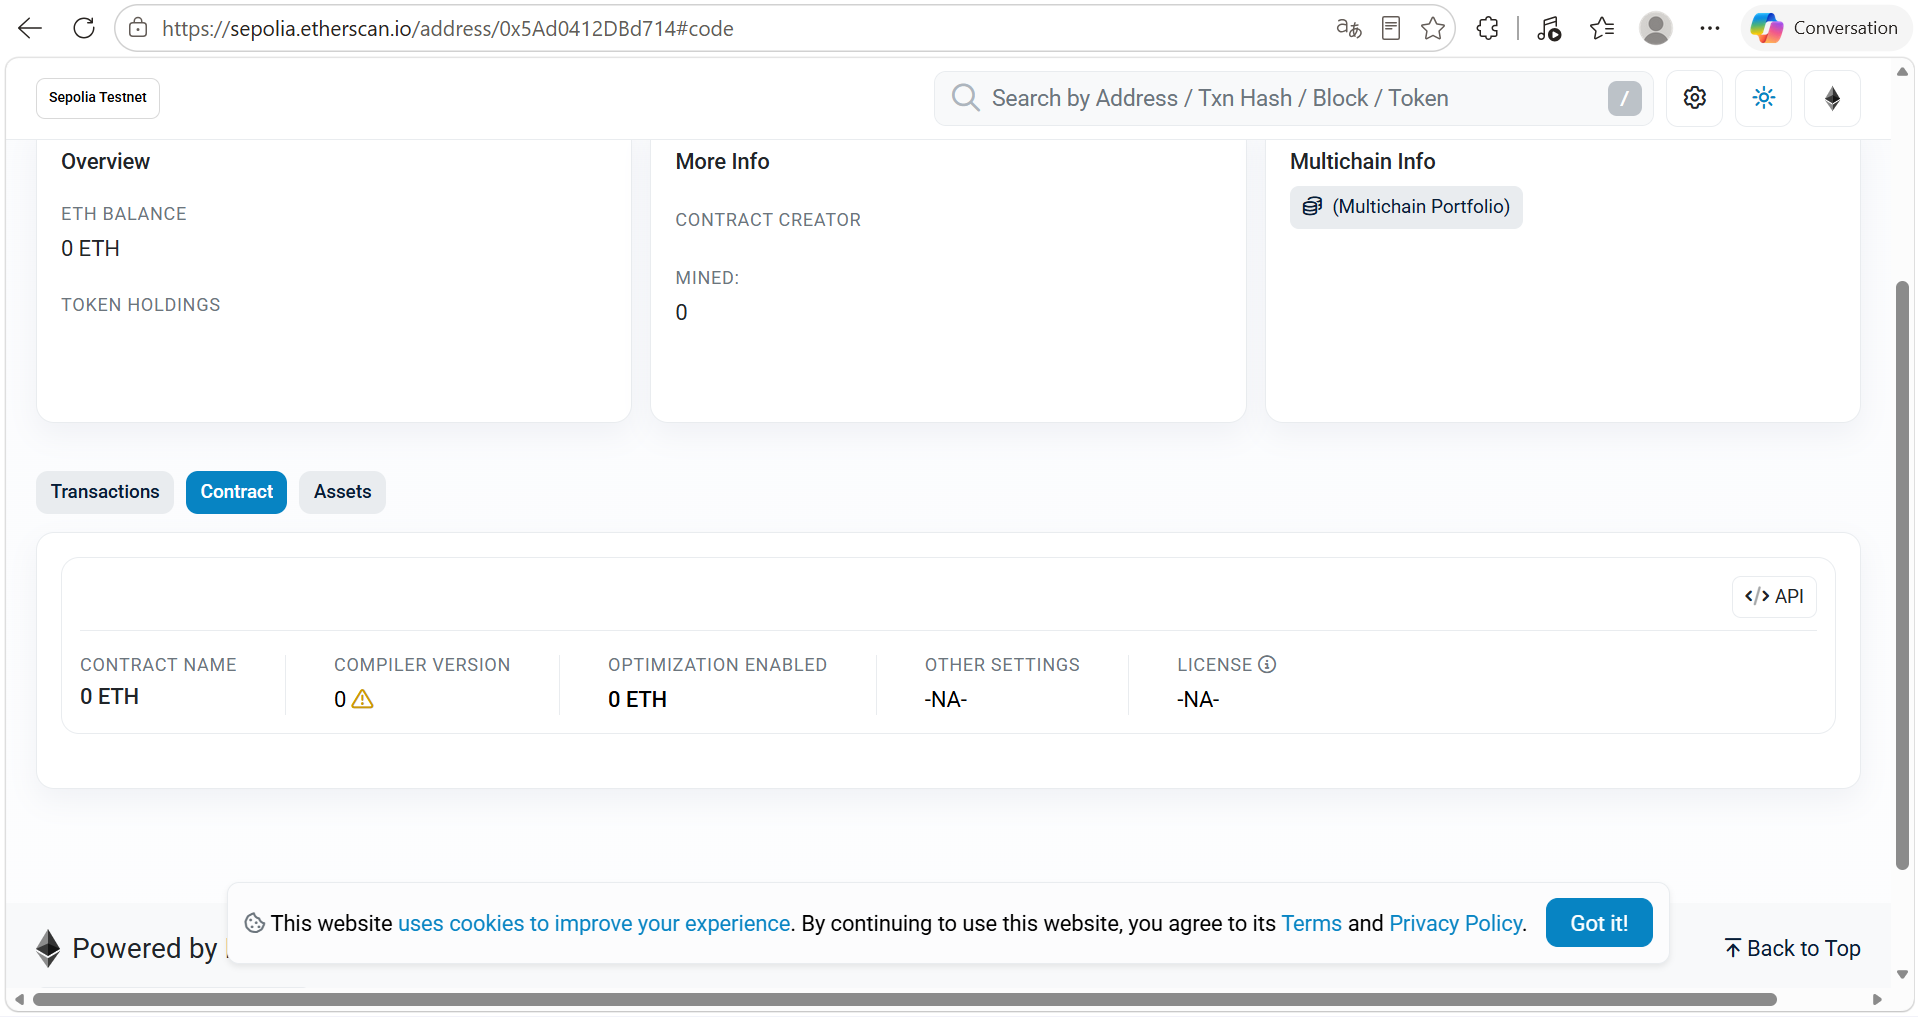 https://sepolia.etherscan.io/address/0x5Ad0412DBd714#code
Conversation
Sepolia Testnet
Search by Address / Txn Hash / Block / Token
/
Overview
ETH BALANCE
0 ETH
TOKEN HOLDINGS
More Info
CONTRACT CREATOR
MINED:
0
Multichain Info
(Multichain Portfolio)
Transactions
Contract
Assets
</> API
CONTRACT NAME
0 ETH
COMPILER VERSION
0
OPTIMIZATION ENABLED
0 ETH
OTHER SETTINGS
-NA-
LICENSE
-NA-
This website uses cookies to improve your experience. By continuing to use this website, you agree to its Terms and Privacy Policy.
Got it!
Powered by
Back to Top